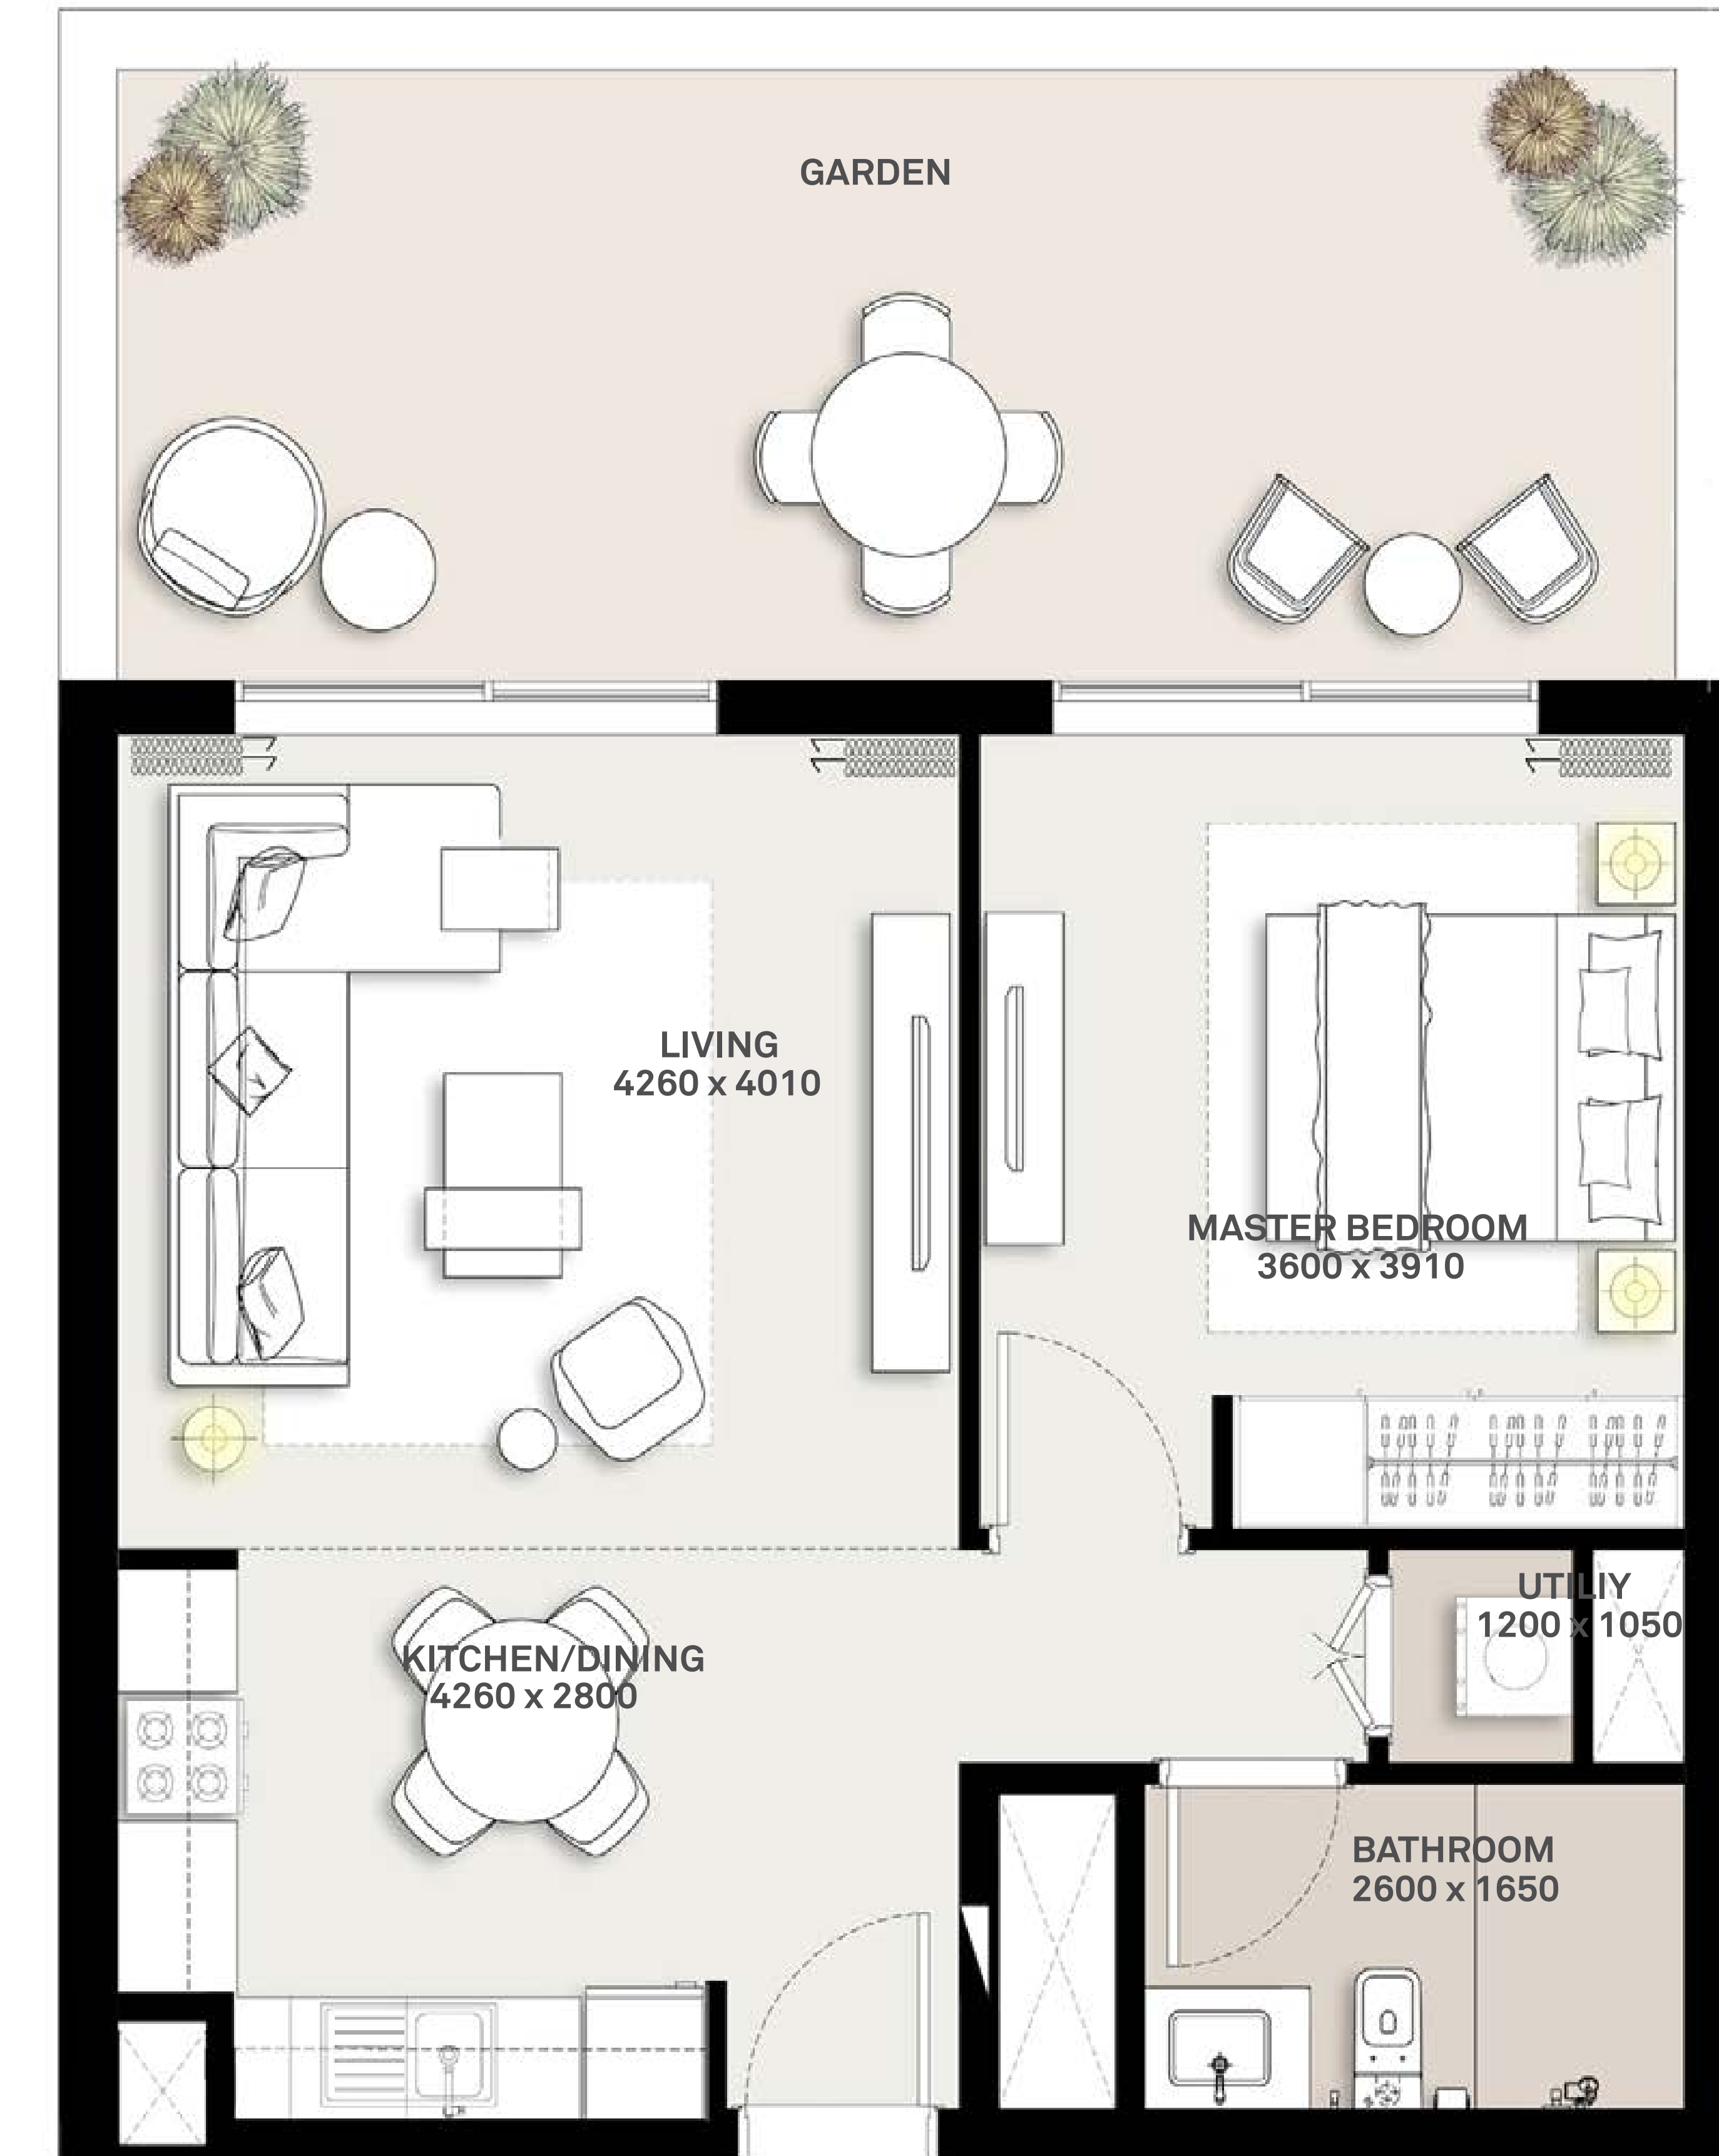 GARDEN
LIVING
4260 x 4010
MASTER BEDROOM
3600 x 3910
UTILIY
1200 x 1050
KITCHEN/DINING
4260 x 2800
BATHROOM
2600 x 1650